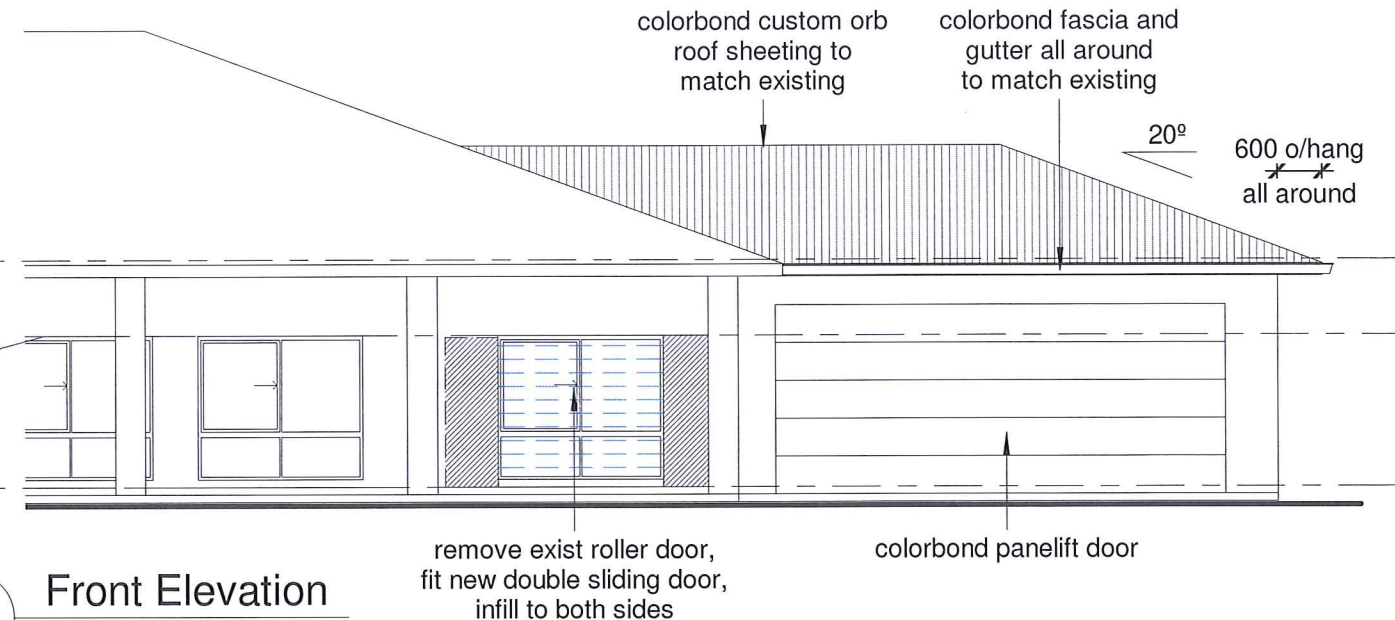 colorbond custom orb
roof sheeting to
match existing
colorbond fascia and
gutter all around
to match existing
20º
600 o/hang
all around
remove exist roller door,
fit new double sliding door,
infill to both sides
colorbond panelift door
Front Elevation